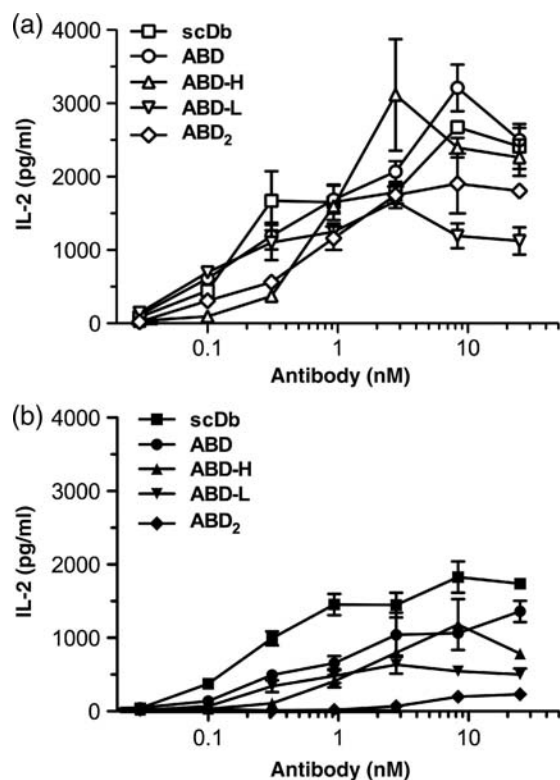 (a)
4000
3000
2000
1000
0
IL-2 (pg/ml)
scDb
ABD
ABD-H
ABD-L
ABD₂
0.1
1
10
Antibody (nM)
(b)
4000
3000
2000
1000
0
IL-2 (pg/ml)
scDb
ABD
ABD-H
ABD-L
ABD₂
0.1
1
10
Antibody (nM)